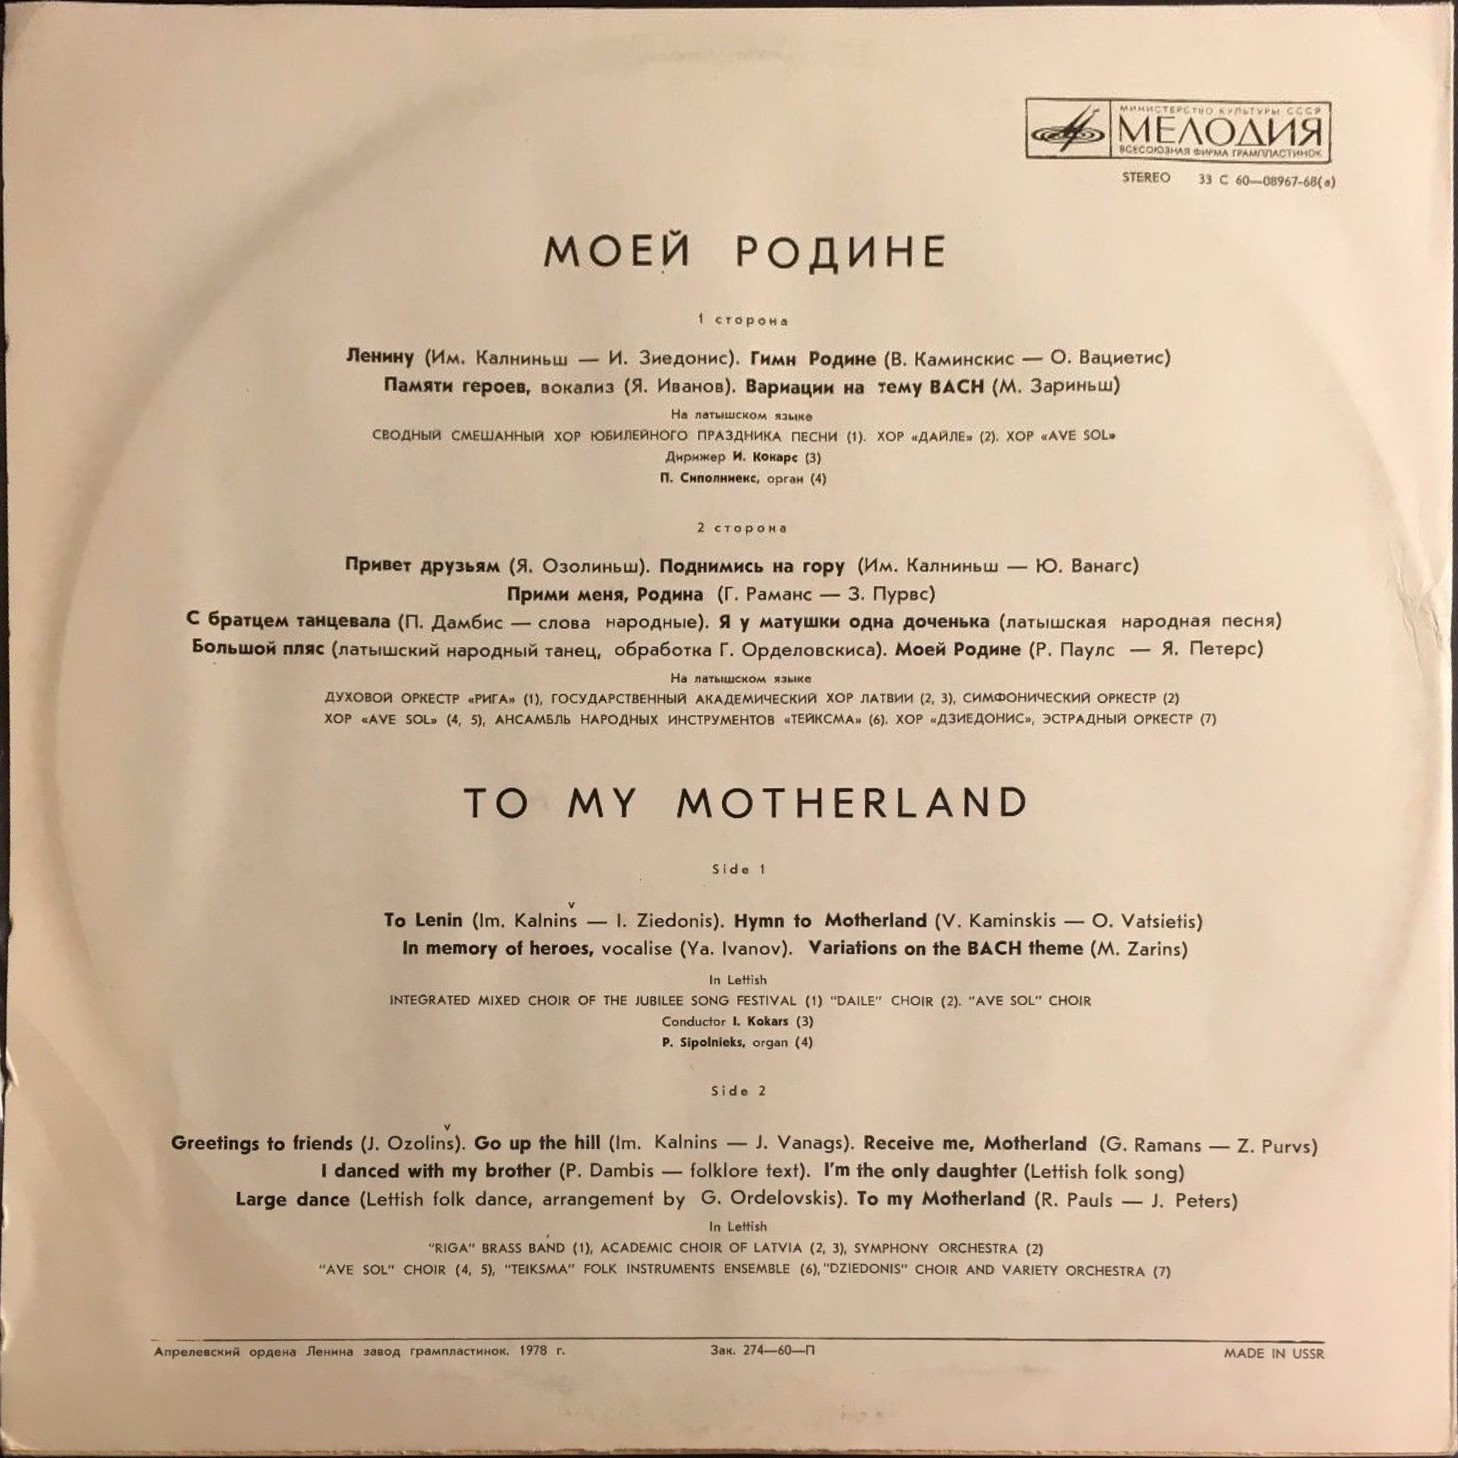 МИНИСТЕРСТВО КУЛЬТУРЫ СССР
МЕЛОДИЯ
ВСЕСОЮЗНАЯ ФИРМА ГРАМПЛАСТИНОК
STEREO 33 С 60—08967-68(а)
МОЕЙ РОДИНЕ
1 сторона
Ленину (Им. Калниньш — И. Зиедонис). Гимн Родине (В. Каминскис — О. Вациетис)
Памяти героев, вокализ (Я. Иванов). Вариации на тему BACH (М. Зариньш)
На латышском языке
СВОДНЫЙ СМЕШАННЫЙ ХОР ЮБИЛЕЙНОГО ПРАЗДНИКА ПЕСНИ (1). ХОР «ДАЙЛЕ» (2). ХОР «AVE SOL»
Дирижер И. Кокарс (3)
П. Сиполниекс, орган (4)
2 сторона
Привет друзьям (Я. Озолиньш). Поднимись на гору (Им. Калниньш — Ю. Ванагс)
Прими меня, Родина (Г. Раманс — З. Пурвс)
С братцем танцевала (П. Дамбис — слова народные). Я у матушки одна доченька (латышская народная песня)
Большой пляс (латышский народный танец, обработка Г. Орделовскиса). Моей Родине (Р. Паулс — Я. Петерс)
На латышском языке
ДУХОВОЙ ОРКЕСТР «РИГА» (1), ГОСУДАРСТВЕННЫЙ АКАДЕМИЧЕСКИЙ ХОР ЛАТВИИ (2, 3), СИМФОНИЧЕСКИЙ ОРКЕСТР (2)
ХОР «AVE SOL» (4, 5), АНСАМБЛЬ НАРОДНЫХ ИНСТРУМЕНТОВ «ТЕЙКСМА» (6). ХОР «ДЗИЕДОНИС», ЭСТРАДНЫЙ ОРКЕСТР (7)
TO MY MOTHERLAND
Side 1
To Lenin (Im. Kalninš — I. Ziedonis). Hymn to Motherland (V. Kaminskis — O. Vatsietis)
In memory of heroes, vocalise (Ya. Ivanov). Variations on the BACH theme (M. Zarins)
In Lettish
INTEGRATED MIXED CHOIR OF THE JUBILEE SONG FESTIVAL (1) "DAILE" CHOIR (2). "AVE SOL" CHOIR
Conductor I. Kokars (3)
P. Sipolnieks, organ (4)
Side 2
Greetings to friends (J. Ozolinš). Go up the hill (Im. Kalnins — J. Vanags). Receive me, Motherland (G. Ramans — Z. Purvs)
I danced with my brother (P. Dambis — folklore text). I'm the only daughter (Lettish folk song)
Large dance (Lettish folk dance, arrangement by G. Ordelovskis). To my Motherland (R. Pauls — J. Peters)
In Lettish
"RIGA" BRASS BAND (1), ACADEMIC CHOIR OF LATVIA (2, 3), SYMPHONY ORCHESTRA (2)
"AVE SOL" CHOIR (4, 5), "TEIKSMA" FOLK INSTRUMENTS ENSEMBLE (6), "DZIEDONIS" CHOIR AND VARIETY ORCHESTRA (7)
Апрелевский ордена Ленина завод грампластинок. 1978 г. Зак. 274—60—П MADE IN USSR